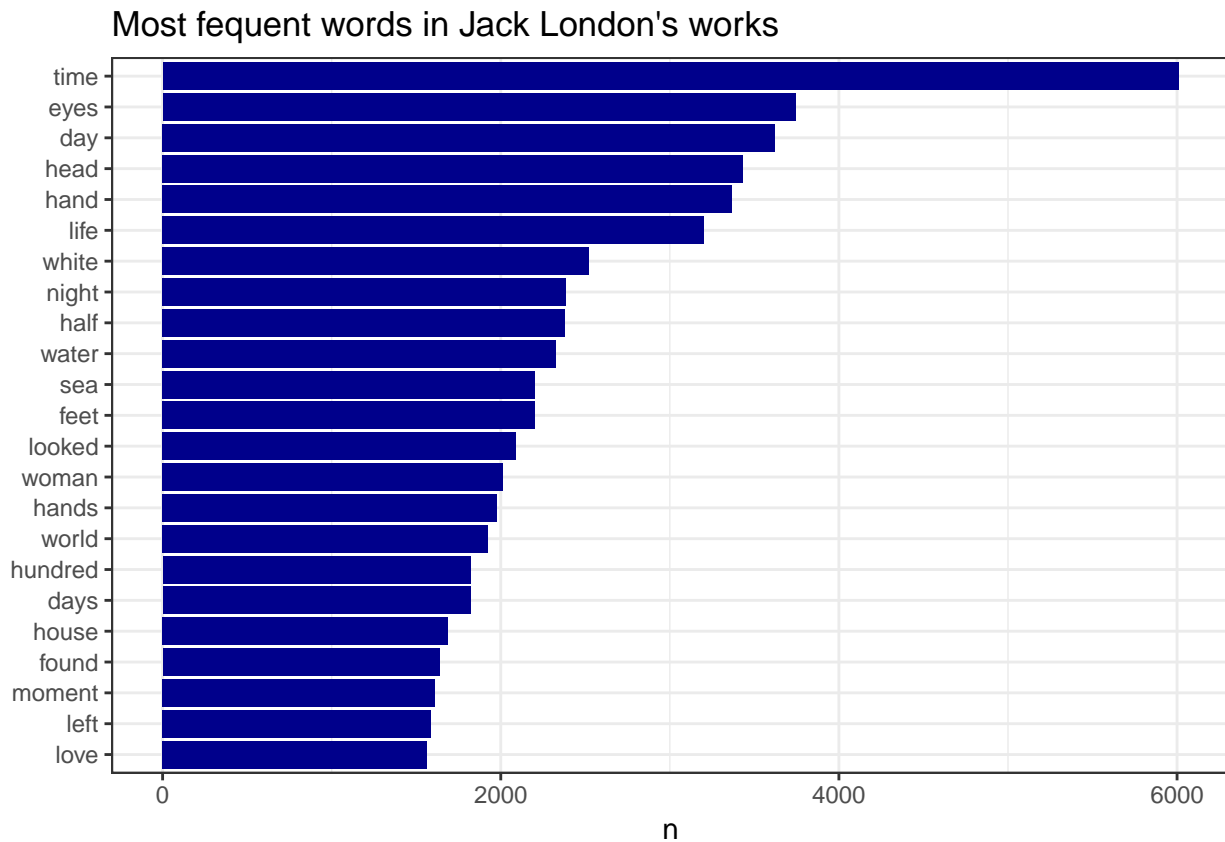 Most fequent words in Jack London's works
time
eyes
day
head
hand
life
white
night
half
water
sea
feet
looked
woman
hands
world
hundred
days
house
found
moment
left
love
0 2000 4000 6000
n